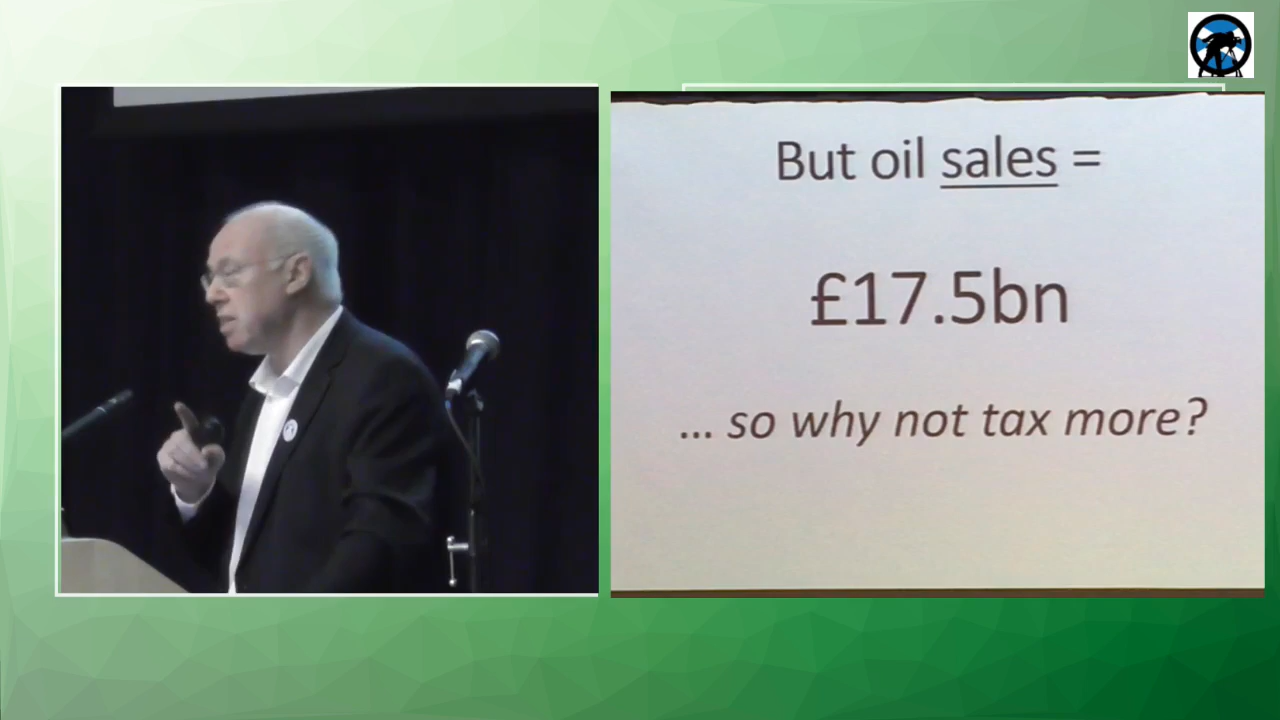 But oil sales =
£17.5bn
... so why not tax more?